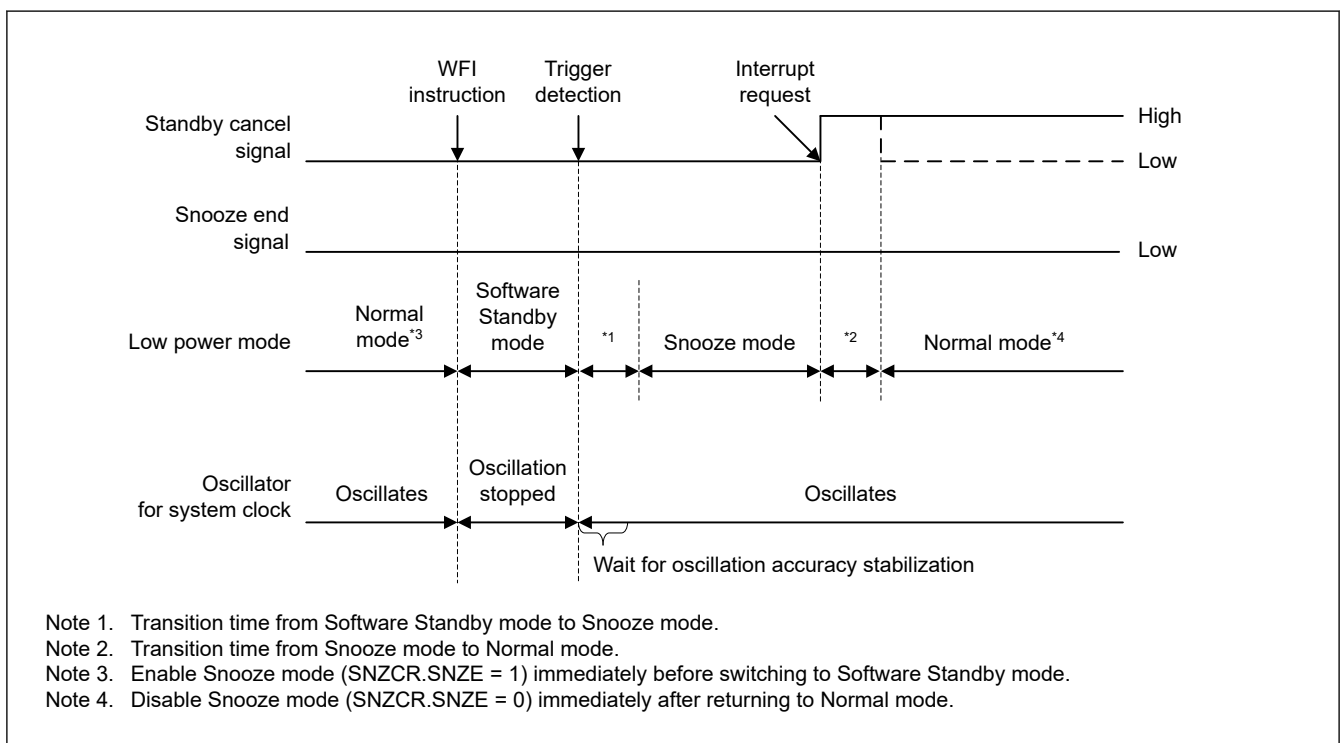 WFI
instruction
Trigger
detection
Interrupt
request
Standby cancel
signal
High
Low
Snooze end
signal
Low
Low power mode
Normal
mode*3
Software
Standby
mode
*1
Snooze mode
*2
Normal mode*4
Oscillator
for system clock
Oscillates
Oscillation
stopped
Oscillates
Wait for oscillation accuracy stabilization
Note 1. Transition time from Software Standby mode to Snooze mode.
Note 2. Transition time from Snooze mode to Normal mode.
Note 3. Enable Snooze mode (SNZCR.SNZE = 1) immediately before switching to Software Standby mode.
Note 4. Disable Snooze mode (SNZCR.SNZE = 0) immediately after returning to Normal mode.